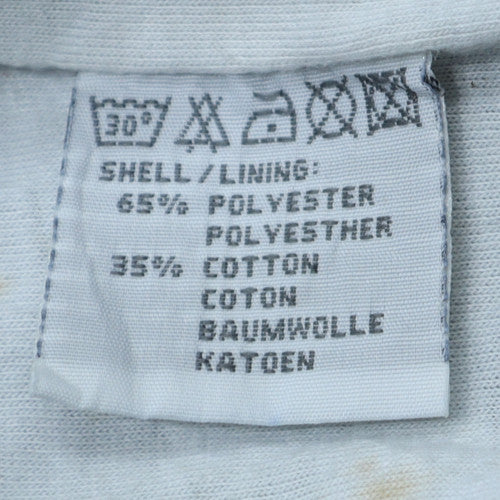 30°
SHELL/LINING:
65% POLYESTER
POLYESTHER
35% COTTON
COTON
BAUMWOLLE
KATOEN